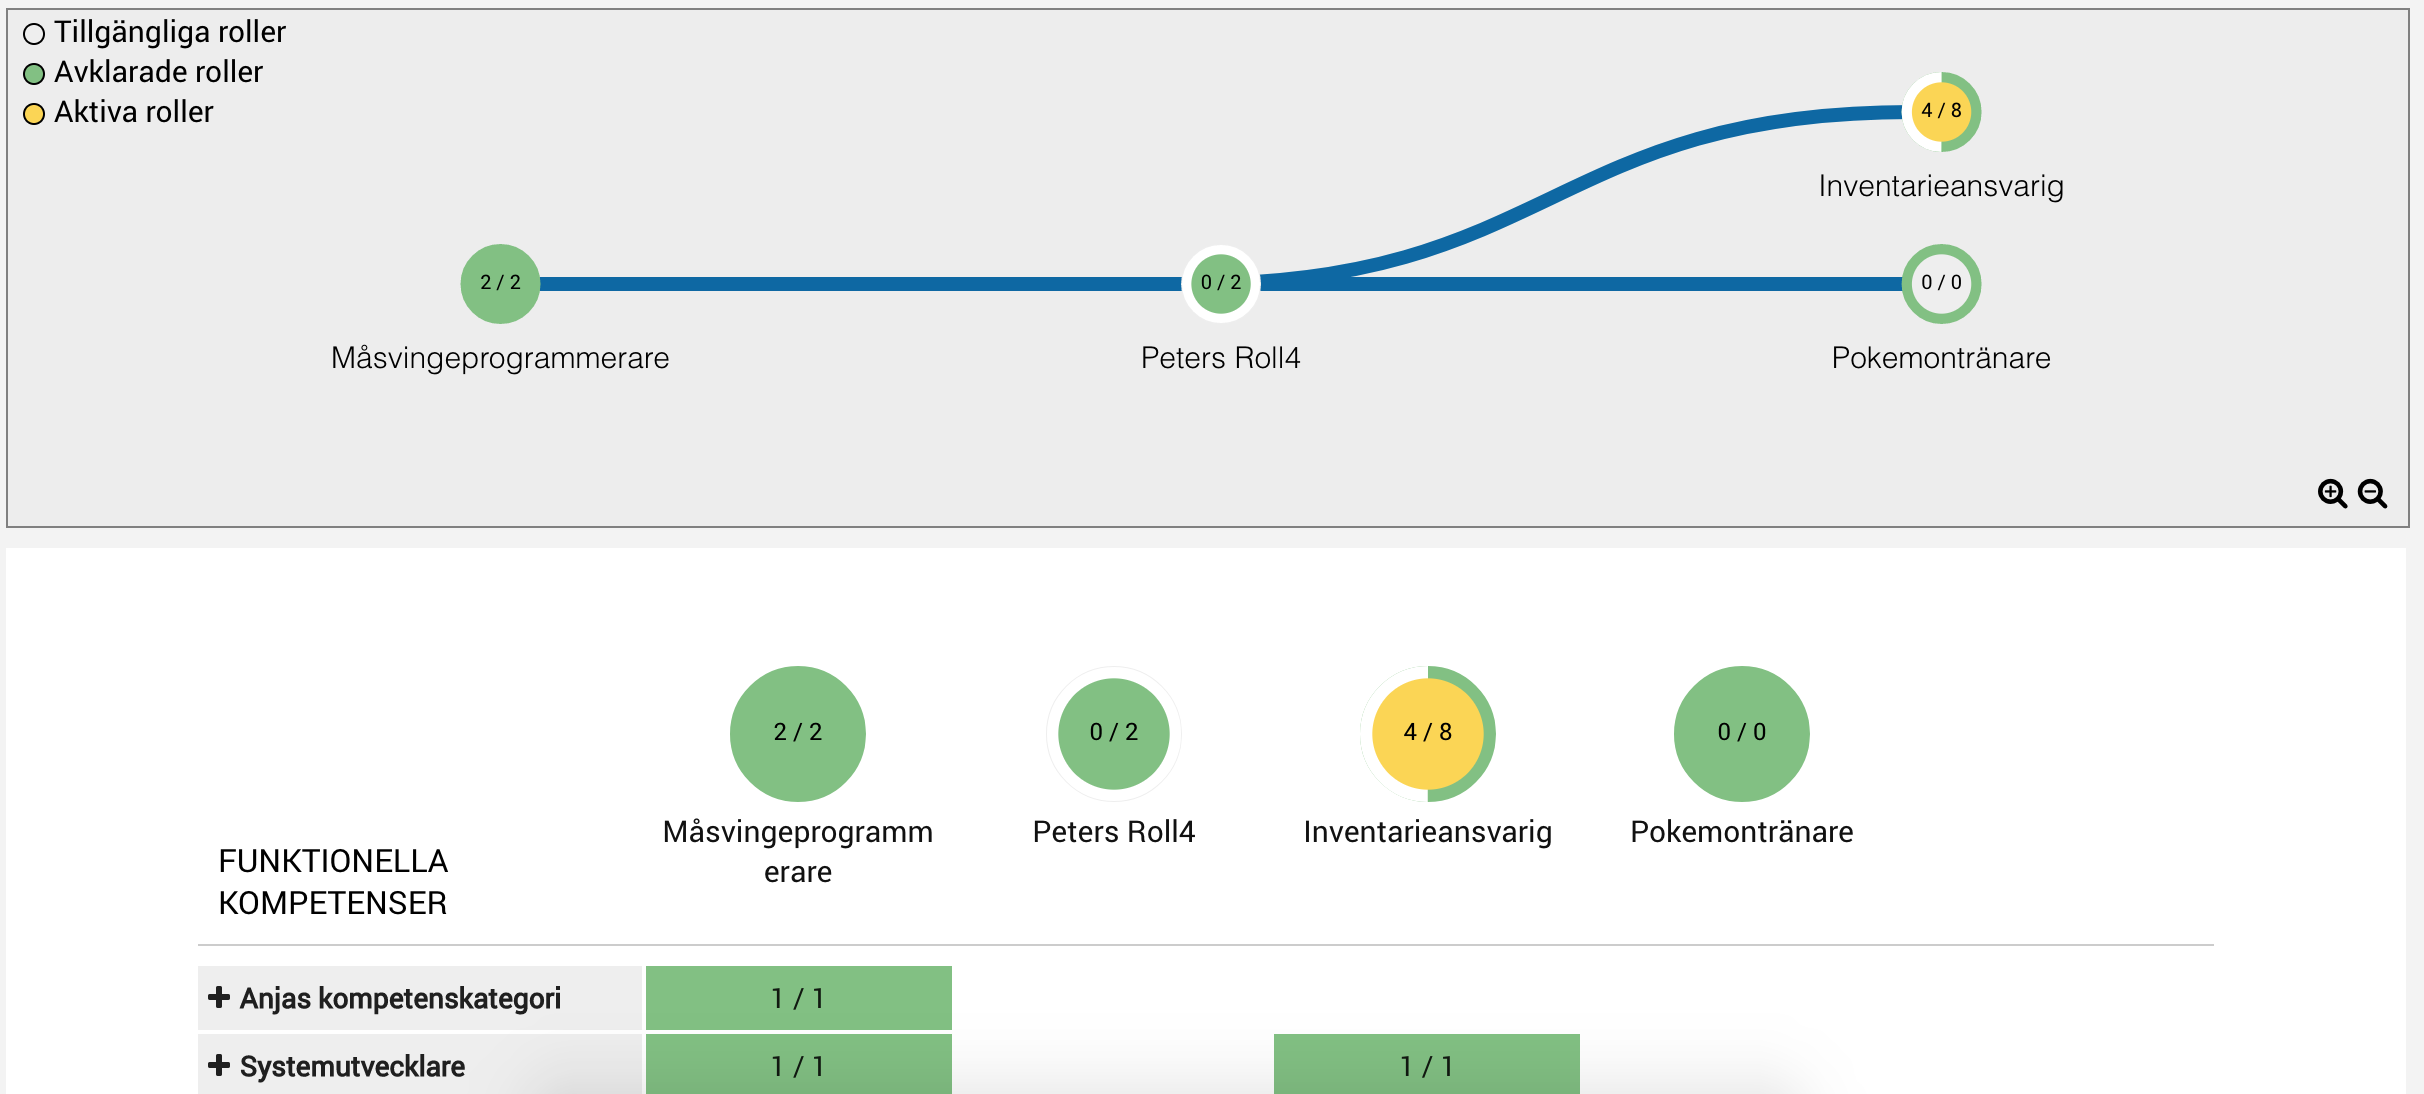 Tillgängliga roller
Avklarade roller
Aktiva roller
4 / 8
Inventarieansvarig
2 / 2
0 / 2
0 / 0
Måsvingeprogrammerare
Peters Roll4
Pokemontränare
2 / 2
0 / 2
4 / 8
0 / 0
Måsvingeprogramm
erare
Peters Roll4
Inventarieansvarig
Pokemontränare
FUNKTIONELLA
KOMPETENSER
Anjas kompetenskategori
1 / 1
Systemutvecklare
1 / 1
1 / 1